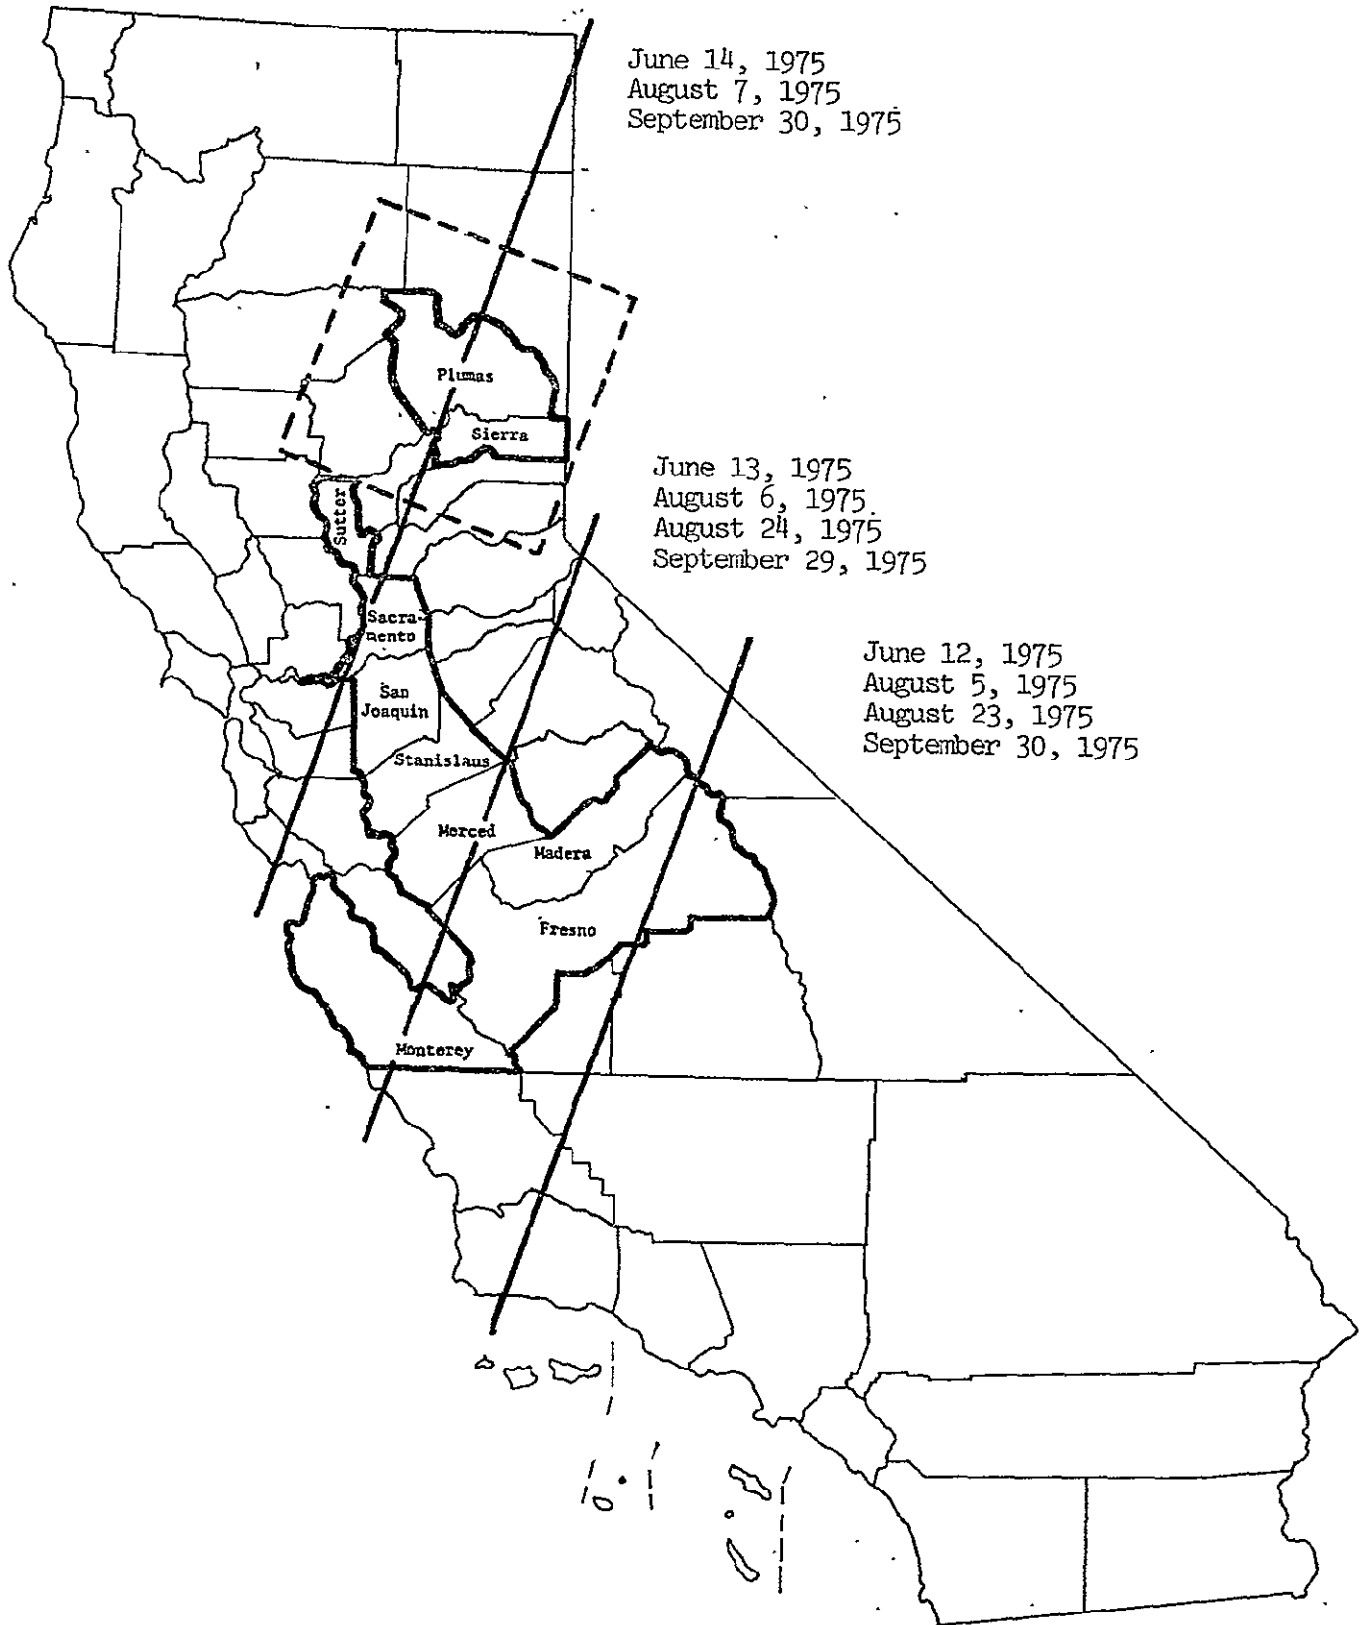 June 14, 1975
August 7, 1975
September 30, 1975
Plumas
Sierra
June 13, 1975
August 6, 1975.
August 24, 1975
September 29, 1975
Sutter
Sacra-
mento
June 12, 1975
August 5, 1975
August 23, 1975
September 30, 1975
San
Joaquin
Stanislaus
Merced
Madera
Fresno
Monterey